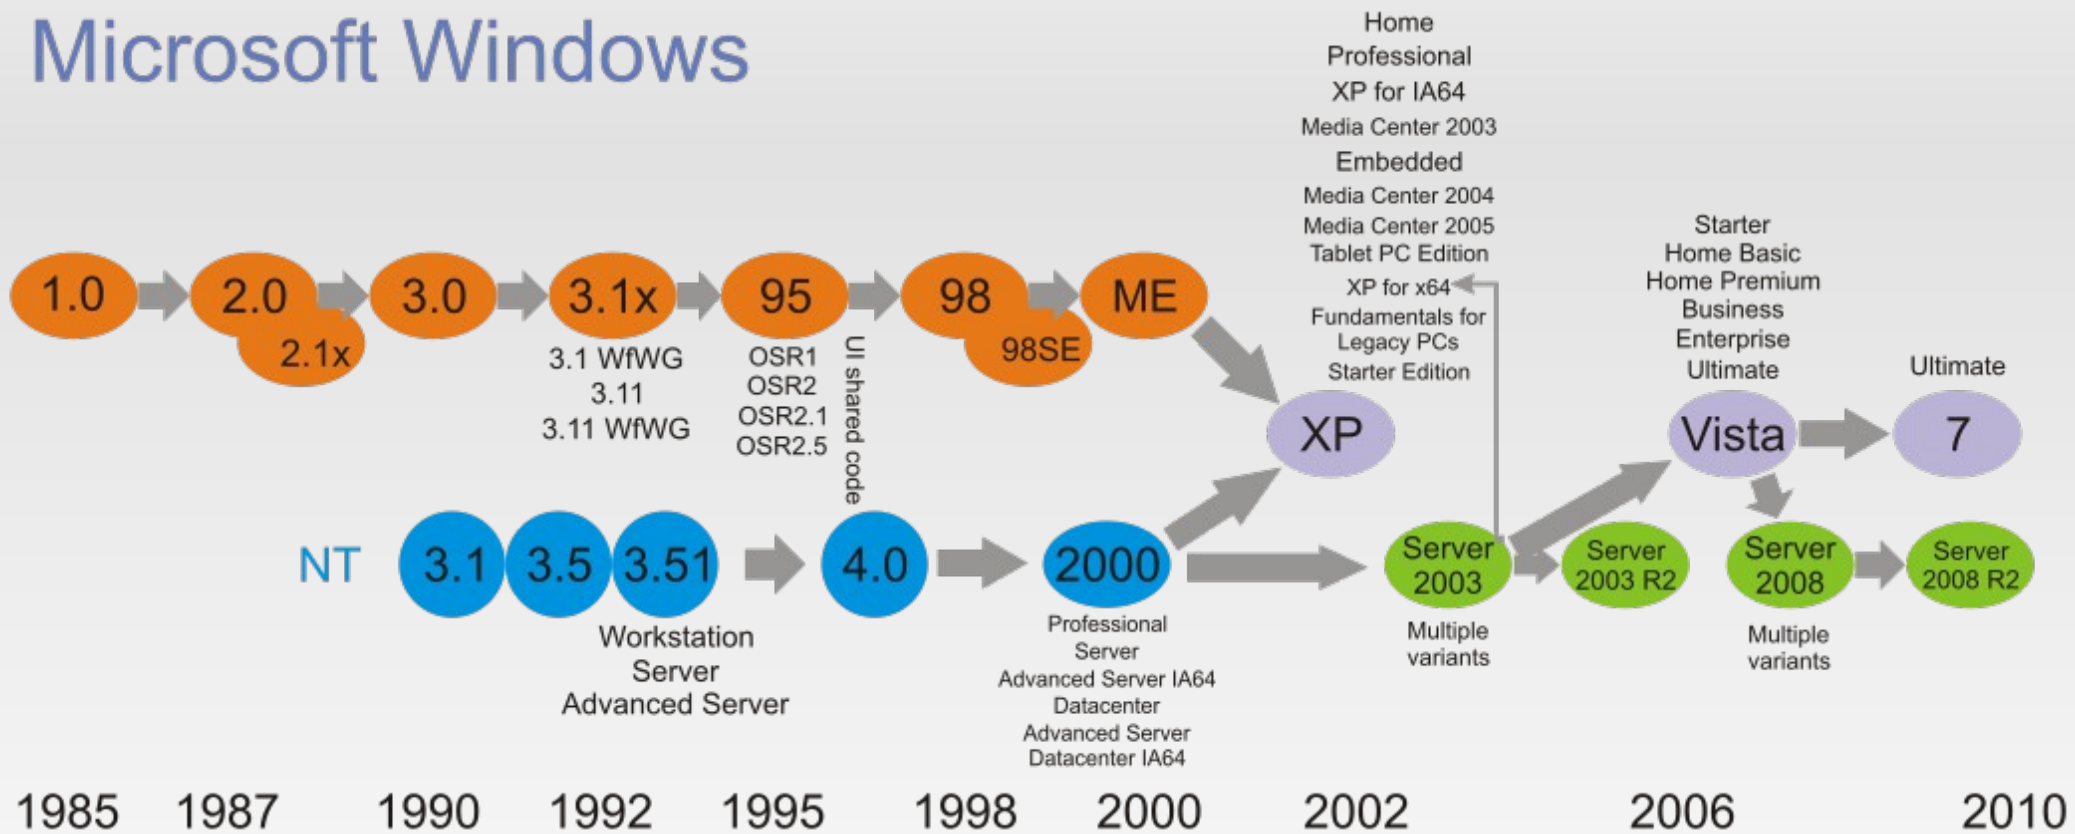 Microsoft Windows
Home
Professional
XP for IA64
Media Center 2003
Embedded
Media Center 2004
Media Center 2005
Tablet PC Edition
XP for x64
Fundamentals for
Legacy PCs
Starter Edition
Starter
Home Basic
Home Premium
Business
Enterprise
Ultimate
Ultimate
1.0
2.0
2.1x
3.0
3.1x
3.1 WfWG
3.11
3.11 WfWG
95
OSR1
OSR2
OSR2.1
OSR2.5
UI shared code
98
98SE
ME
XP
Vista
7
NT
3.1
3.5
3.51
Workstation
Server
Advanced Server
4.0
2000
Professional
Server
Advanced Server IA64
Datacenter
Advanced Server
Datacenter IA64
Server
2003
Multiple
variants
Server
2003 R2
Server
2008
Multiple
variants
Server
2008 R2
1985
1987
1990
1992
1995
1998
2000
2002
2006
2010